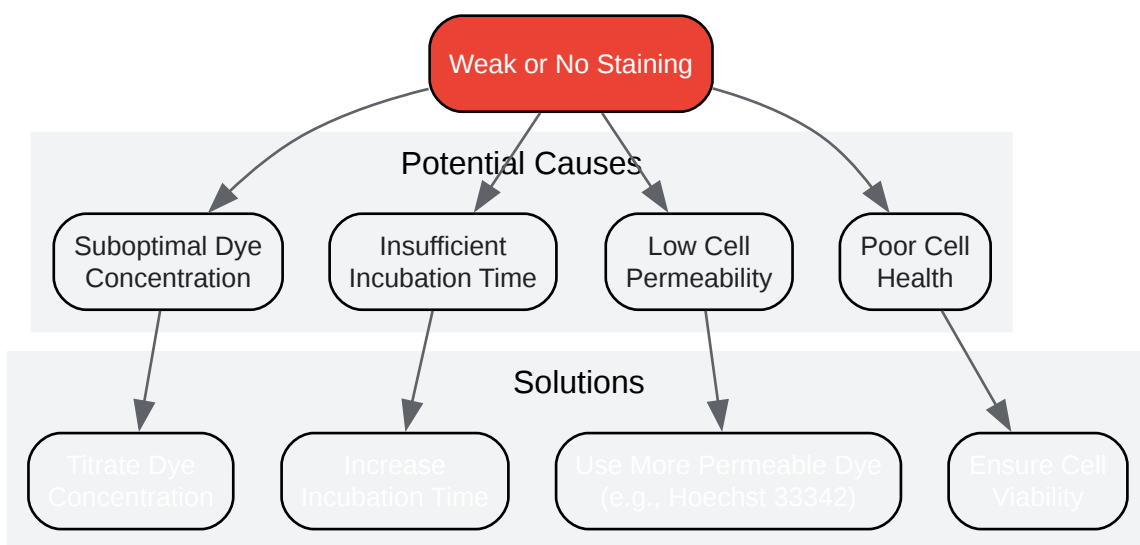 Weak or No Staining
Potential Causes
Suboptimal Dye
Concentration
Insufficient
Incubation Time
Low Cell
Permeability
Poor Cell
Health
Solutions
Titrate Dye
Concentration
Increase
Incubation Time
Use More Permeable Dye
(e.g., Hoechst 33342)
Ensure Cell
Viability